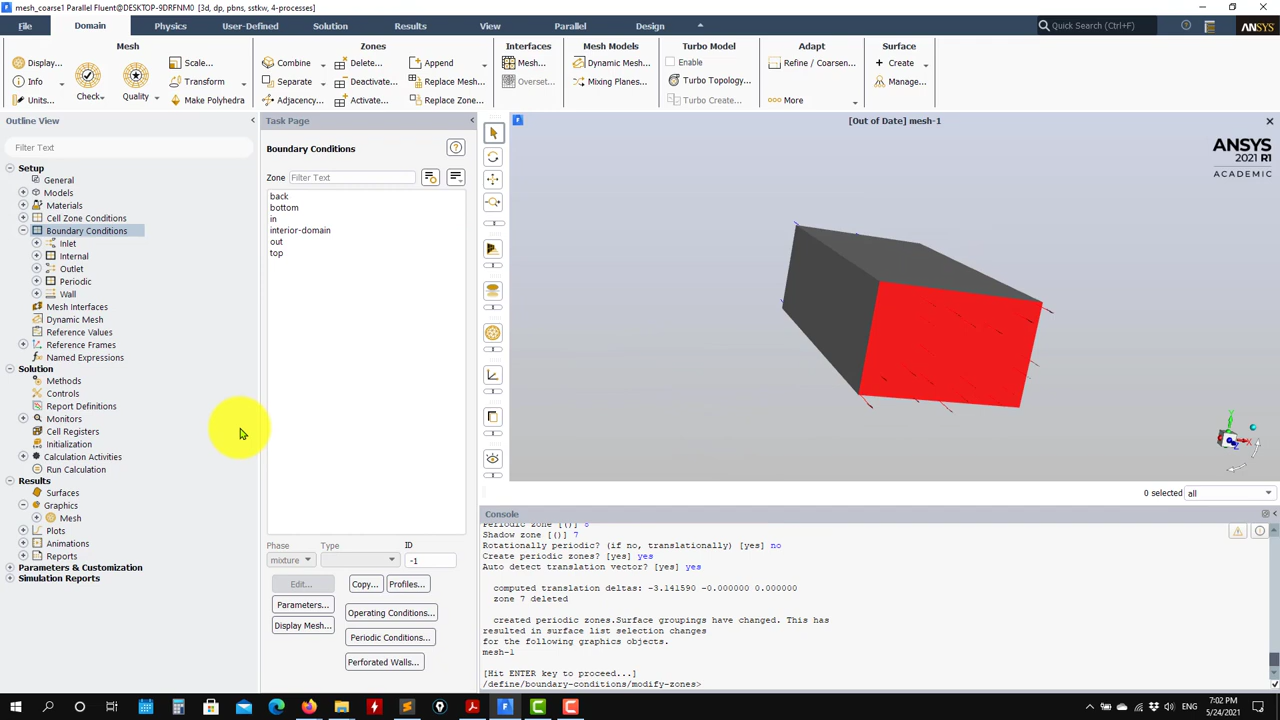 mesh_coarse1 Parallel Fluent@DESKTOP-9DRFNM0 [3d, dp, pbns, sstkw, 4-processes]
File Domain Physics User-Defined Solution Results View Parallel Design Quick Search (Ctrl+F) ANSYS
Mesh Zones Interfaces Mesh Models Turbo Model Adapt Surface
Display... Scale... Combine Delete... Append Mesh... Dynamic Mesh... Enable Refine / Coarsen... Create
Info Check Quality Transform Separate Deactivate... Replace Mesh... Overset... Mixing Planes... Turbo Topology... Manage...
Units... Make Polyhedra Adjacency... Activate... Replace Zone... Turbo Create... More
Outline View
Filter Text
Setup
General
Models
Materials
Cell Zone Conditions
Boundary Conditions
Inlet
Internal
Outlet
Periodic
Wall
Mesh Interfaces
Dynamic Mesh
Reference Values
Reference Frames
Named Expressions
Solution
Methods
Controls
Report Definitions
Monitors
Cell Registers
Initialization
Calculation Activities
Run Calculation
Results
Surfaces
Graphics
Mesh
Plots
Animations
Reports
Parameters & Customization
Simulation Reports
Task Page
Boundary Conditions
Zone Filter Text
back
bottom
in
interior-domain
out
top
Phase Type ID
mixture -1
Edit... Copy... Profiles...
Parameters... Operating Conditions...
Display Mesh... Periodic Conditions...
Perforated Walls...
[Out of Date] mesh-1
ANSYS
2021 R1
ACADEMIC
0 selected all
Console
Periodic zone [()] 8
Shadow zone [()] 7
Rotationally periodic? (if no, translationally) [yes] no
Create periodic zones? [yes] yes
Auto detect translation vector? [yes] yes
computed translation deltas: -3.141590 -0.000000 0.000000
zone 7 deleted
created periodic zones.Surface groupings have changed. This has
resulted in surface list selection changes
for the following graphics objects.
mesh-1
[Hit ENTER key to proceed...]
/define/boundary-conditions/modify-zones>
7:02 PM
ENG
5/24/2021